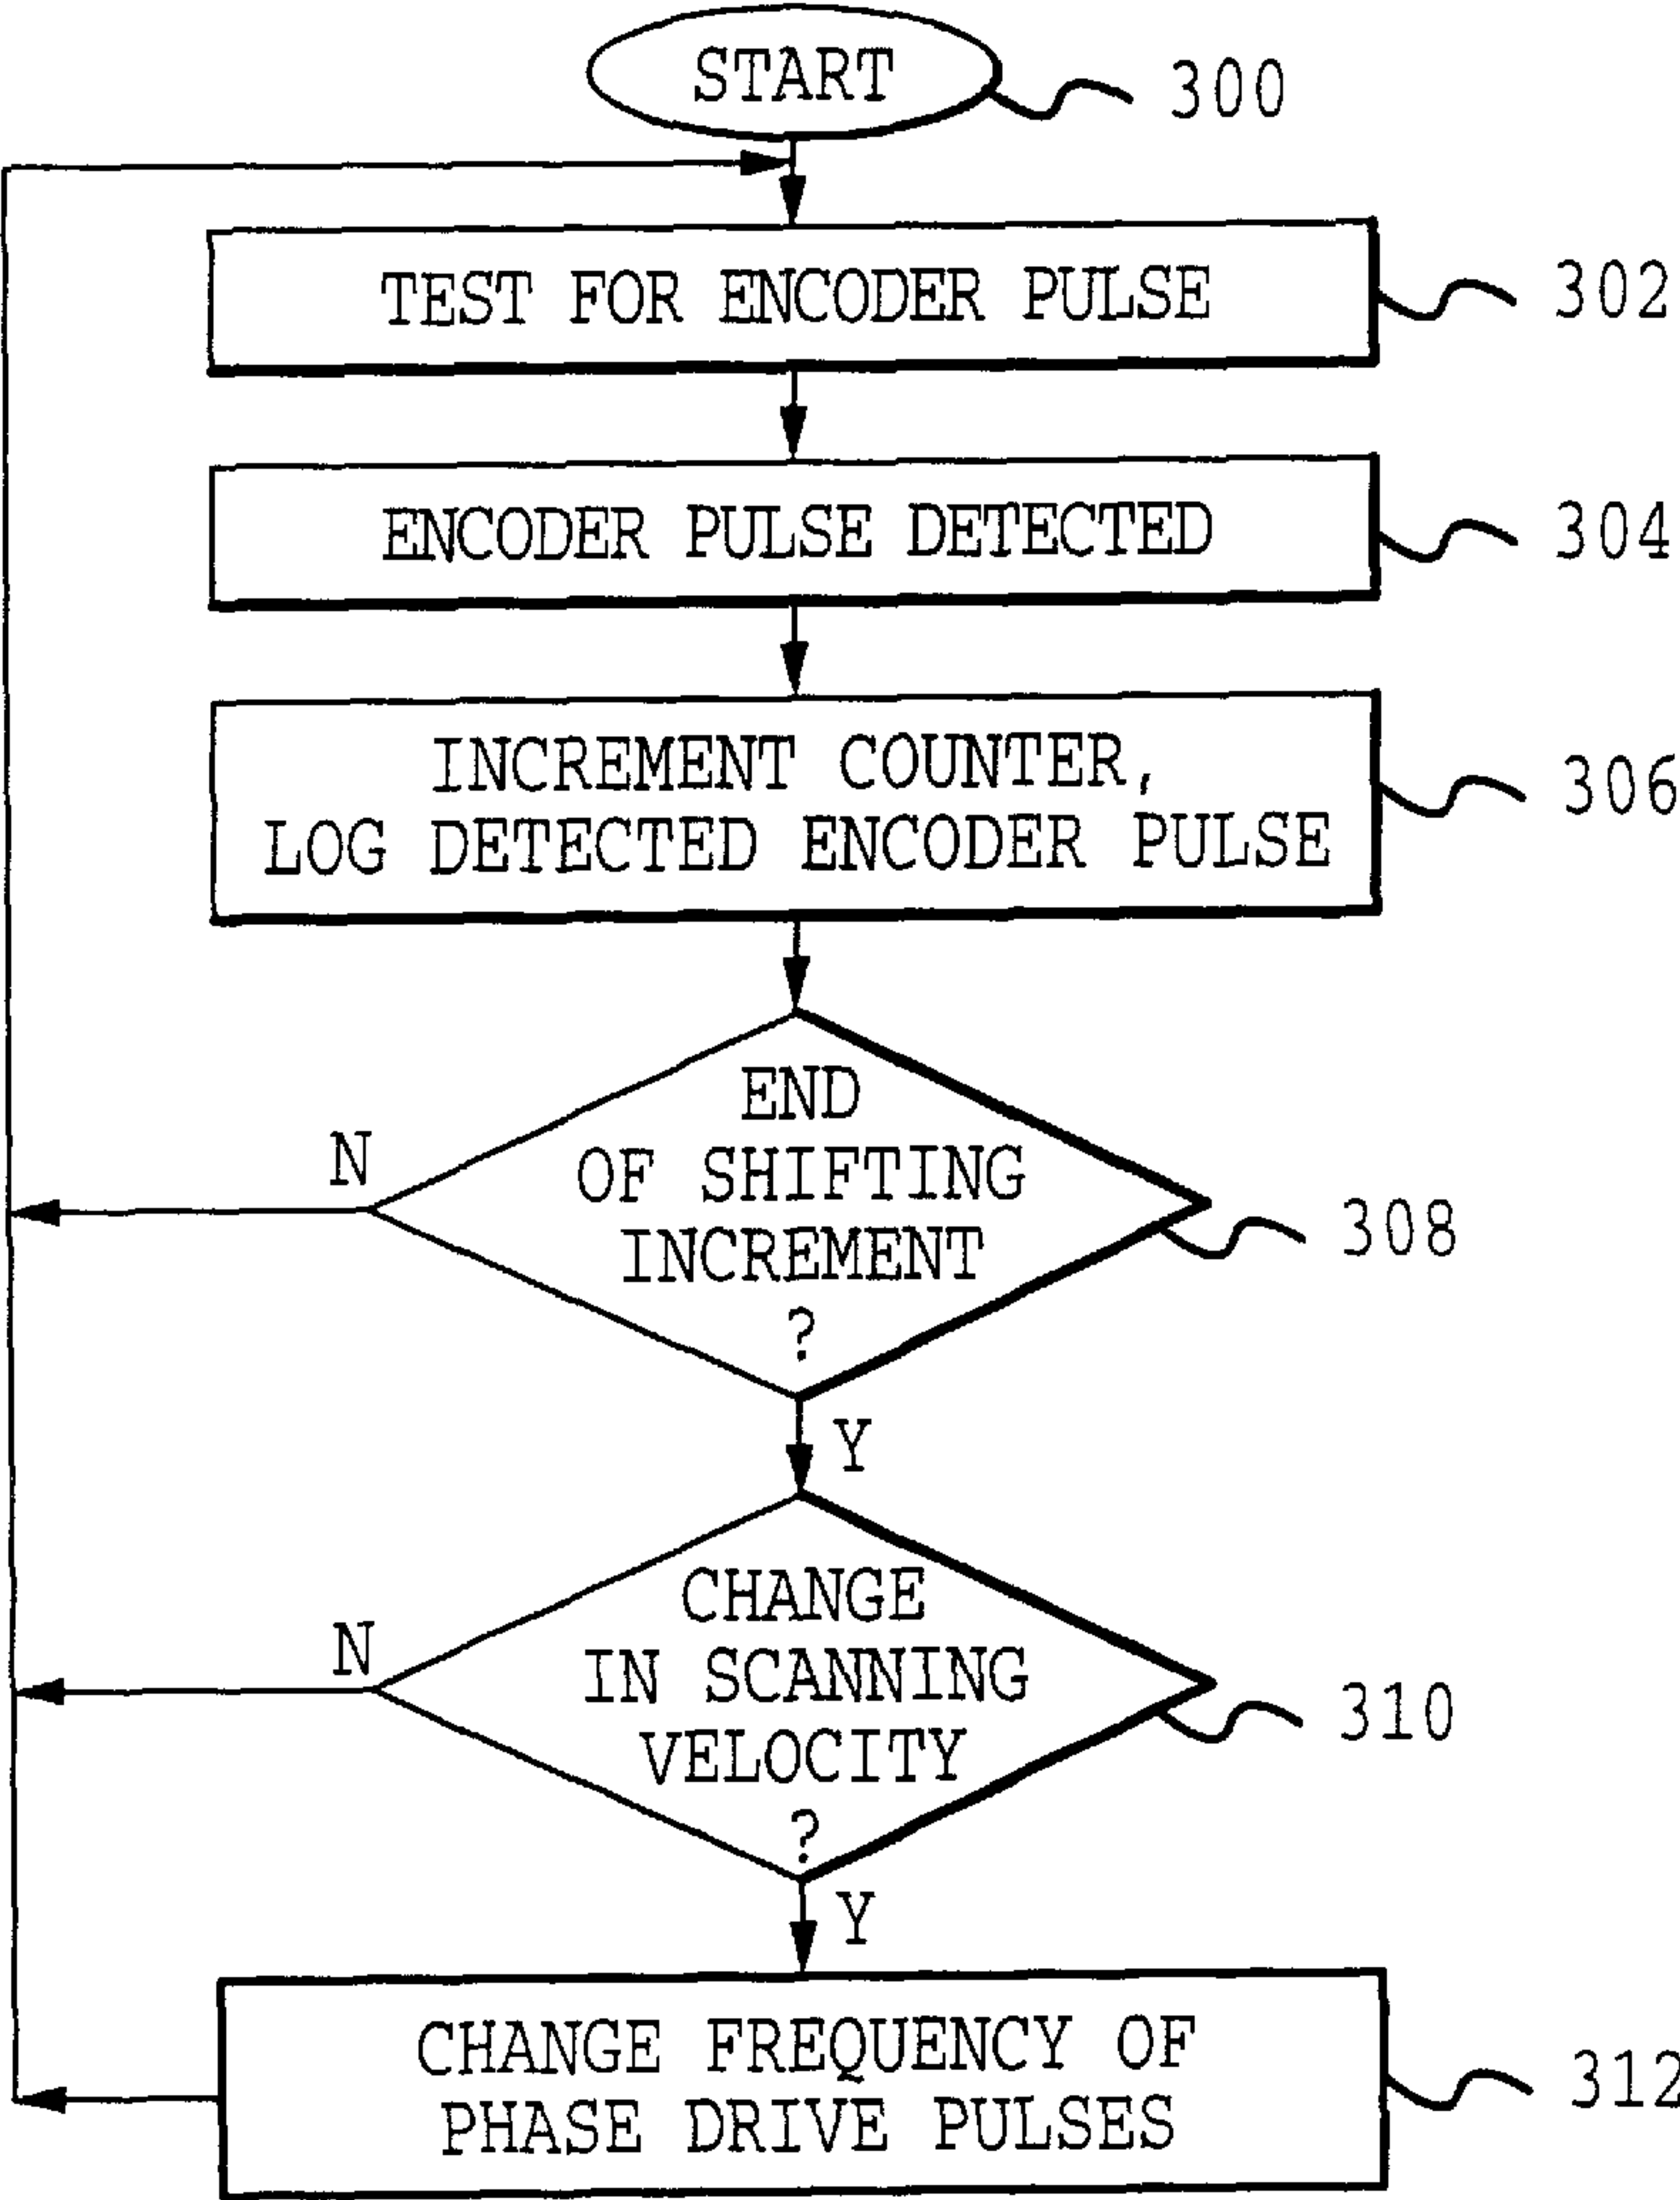 START
300
TEST FOR ENCODER PULSE
302
ENCODER PULSE DETECTED
304
INCREMENT COUNTER,
LOG DETECTED ENCODER PULSE
306
END
OF SHIFTING
INCREMENT
?
N
308
Y
CHANGE
IN SCANNING
VELOCITY
?
N
310
Y
CHANGE FREQUENCY OF
PHASE DRIVE PULSES
312